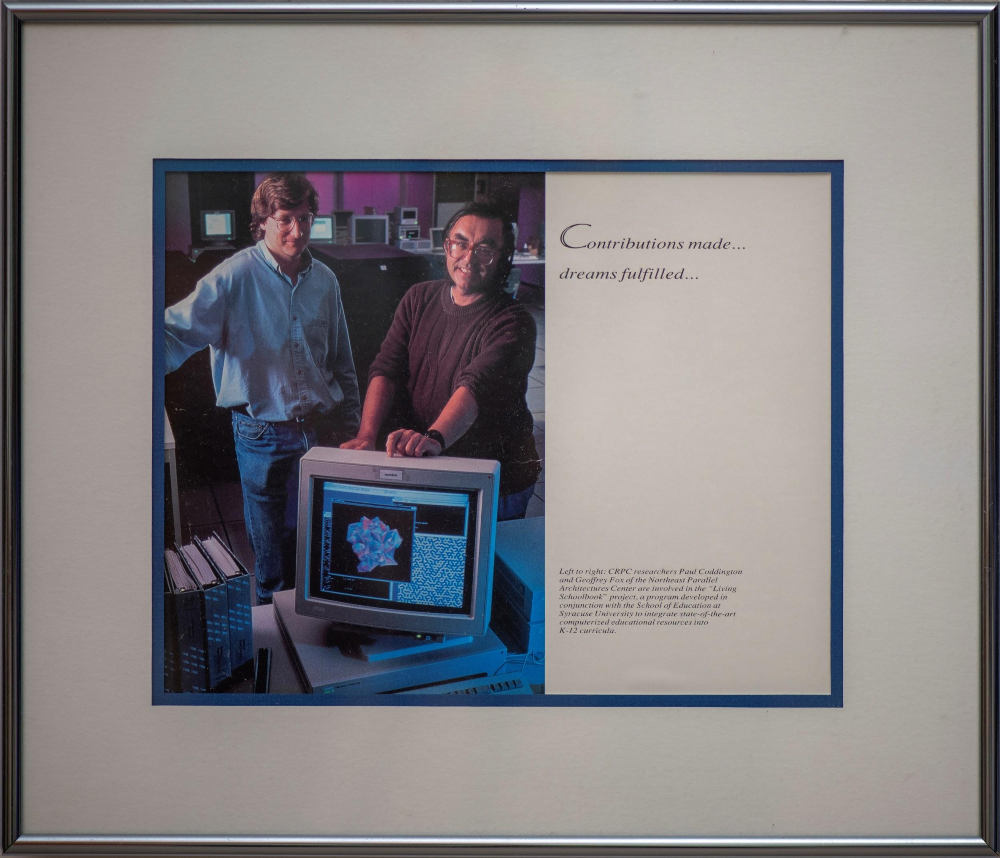 Contributions made...
dreams fulfilled...
Left to right: CRPC researchers Paul Coddington
and Geoffrey Fox of the Northeast Parallel
Architectures Center are involved in the “Living
Schoolbook” project, a program developed in
conjunction with the School of Education at
Syracuse University to integrate state-of-the-art
computerized educational resources into
K-12 curricula.